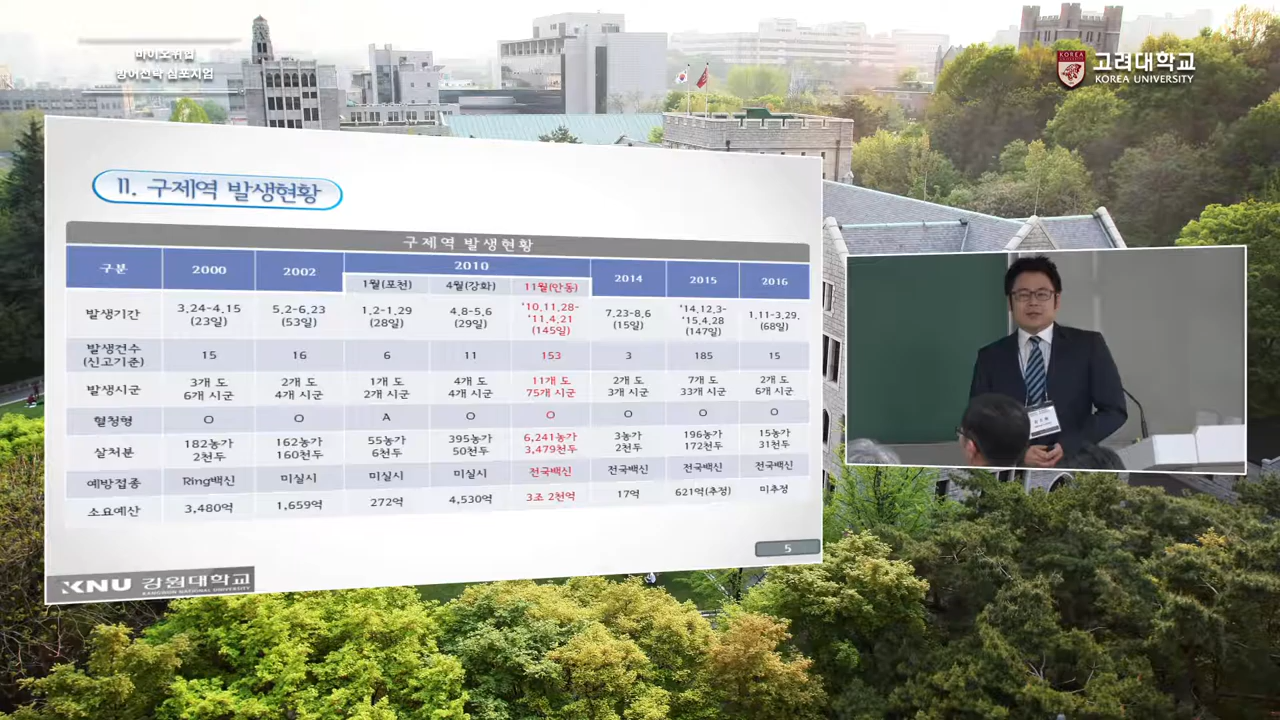 바이오위협
방어전략 심포지엄
KOREA
고려대학교
KOREA UNIVERSITY
II. 구제역 발생현황
구제역 발생현황
구분 2000 2002 2010 2014 2015 2016
1월(포천) 4월(강화) 11월(안동)
발생기간 3.24-4.15 (23일) 5.2-6.23 (53일) 1.2-1.29 (28일) 4.8-5.6 (29일) '10.11.28- '11.4.21 (145일) 7.23-8.6 (15일) '14.12.3- '15.4.28 (147일) 1.11-3.29. (68일)
발생건수 (신고기준) 15 16 6 11 153 3 185 15
발생시군 3개 도 6개 시군 2개 도 4개 시군 1개 도 2개 시군 4개 도 4개 시군 11개 도 75개 시군 2개 도 3개 시군 7개 도 33개 시군 2개 도 6개 시군
혈청형 O O A O O O O O
살처분 182농가 2천두 162농가 160천두 55농가 6천두 395농가 50천두 6,241농가 3,479천두 3농가 2천두 196농가 172천두 15농가 31천두
예방접종 Ring백신 미실시 미실시 미실시 전국백신 전국백신 전국백신 전국백신
소요예산 3,480억 1,659억 272억 4,530억 3조 2천억 17억 621억(추정) 미추정
5
KNU 강원대학교
KANGWON NATIONAL UNIVERSITY